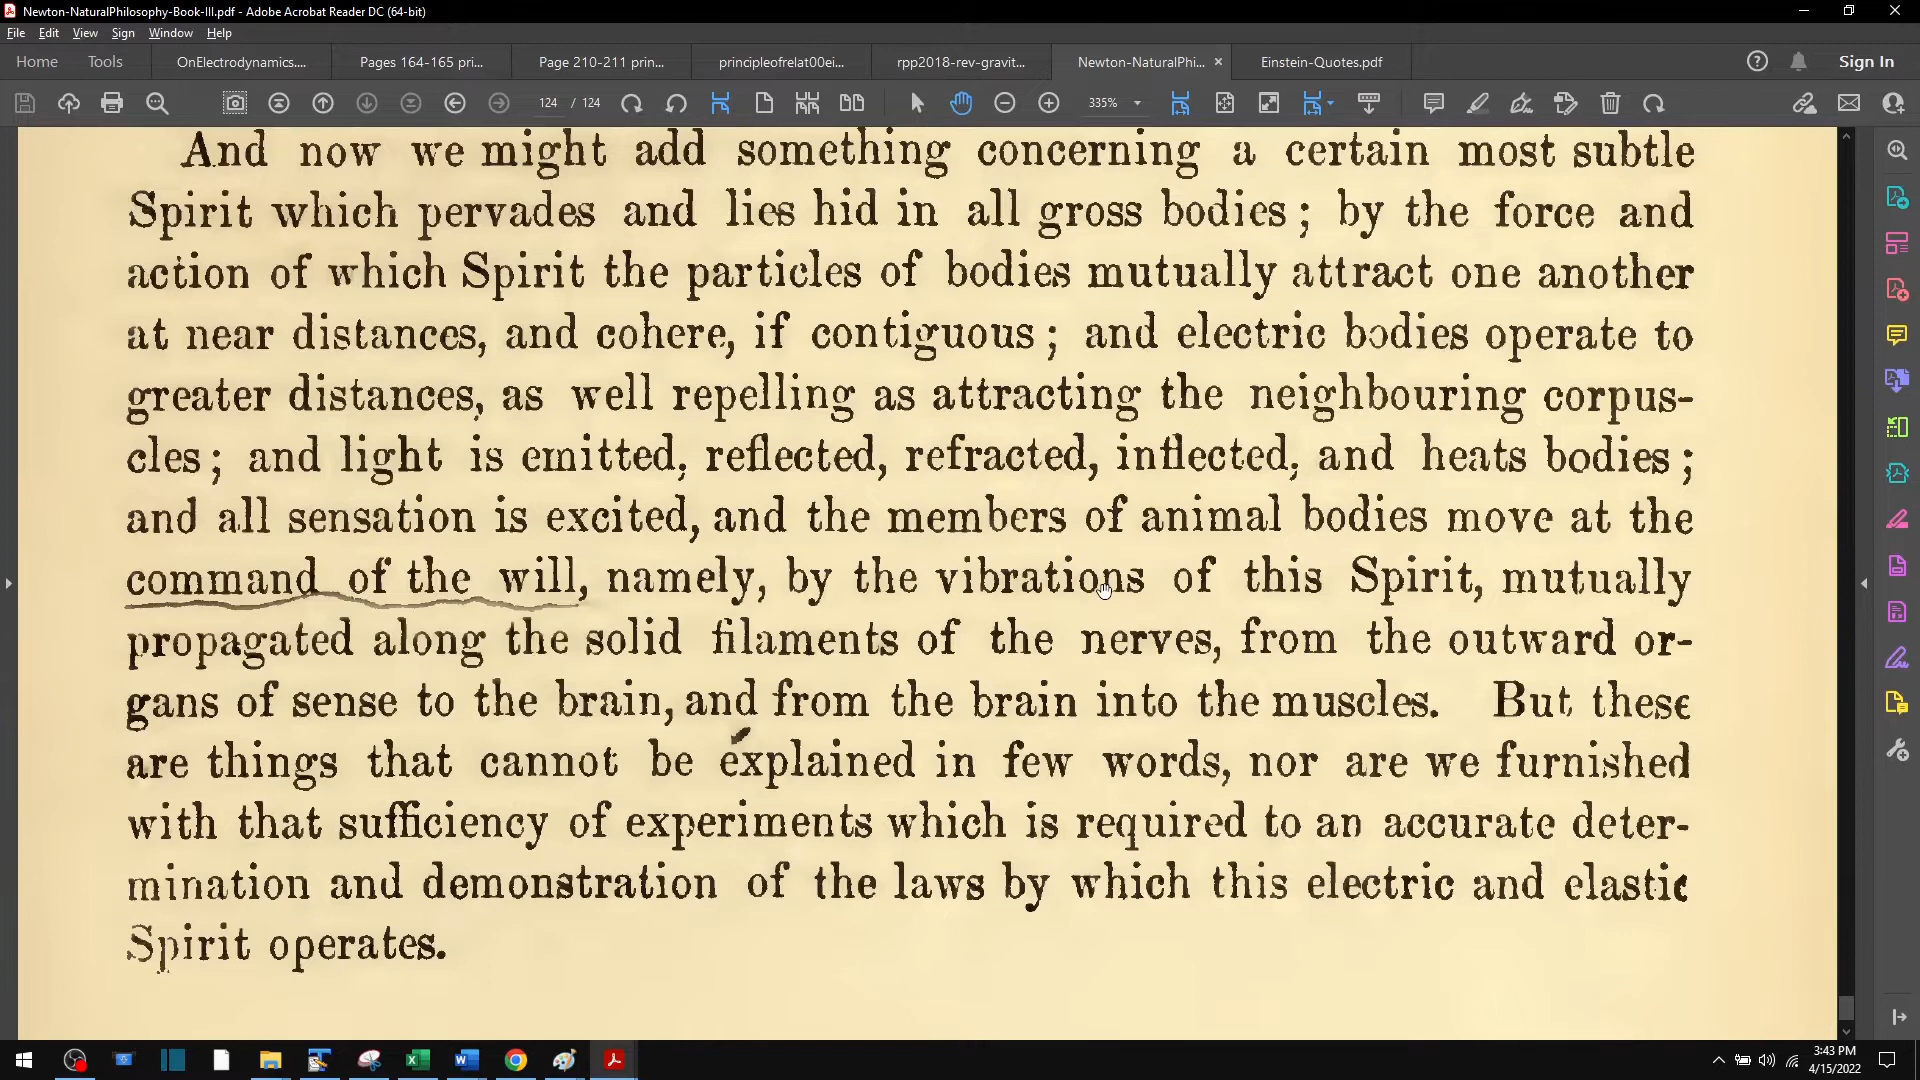 Newton-NaturalPhilosophy-Book-III.pdf - Adobe Acrobat Reader DC (64-bit)
File Edit View Sign Window Help
Home Tools OnElectrodynamics.... Pages 164-165 pri... Page 210-211 prin... principleofrelat00ei... rpp2018-rev-gravit... Newton-NaturalPhi... × Einstein-Quotes.pdf Sign In
124 / 124 335%
And now we might add something concerning a certain most subtle
Spirit which pervades and lies hid in all gross bodies; by the force and
action of which Spirit the particles of bodies mutually attract one another
at near distances, and cohere, if contiguous; and electric bodies operate to
greater distances, as well repelling as attracting the neighbouring corpus-
cles; and light is emitted, reflected, refracted, inflected, and heats bodies;
and all sensation is excited, and the members of animal bodies move at the
command of the will, namely, by the vibrations of this Spirit, mutually
propagated along the solid filaments of the nerves, from the outward or-
gans of sense to the brain, and from the brain into the muscles. But these
are things that cannot be explained in few words, nor are we furnished
with that sufficiency of experiments which is required to an accurate deter-
mination and demonstration of the laws by which this electric and elastic
Spirit operates.
3:43 PM
4/15/2022